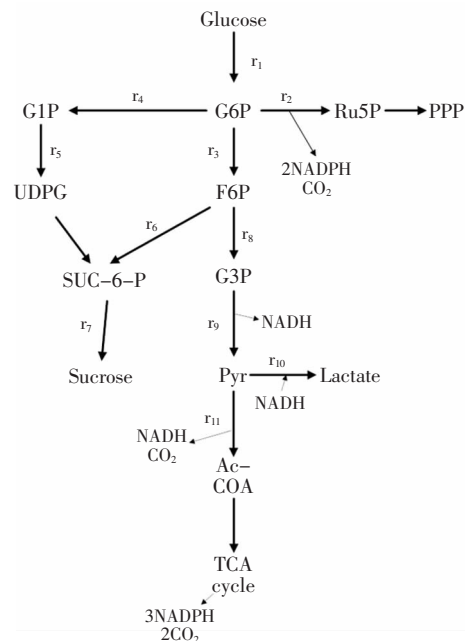 Glucose
r1
G1P
r4
G6P
r2
Ru5P
PPP
r5
r3
2NADPH
CO2
UDPG
F6P
r6
r8
SUC-6-P
G3P
r7
r9
NADH
Sucrose
Pyr
r10
Lactate
NADH
r11
NADH
CO2
Ac-
COA
TCA
cycle
3NADPH
2CO2